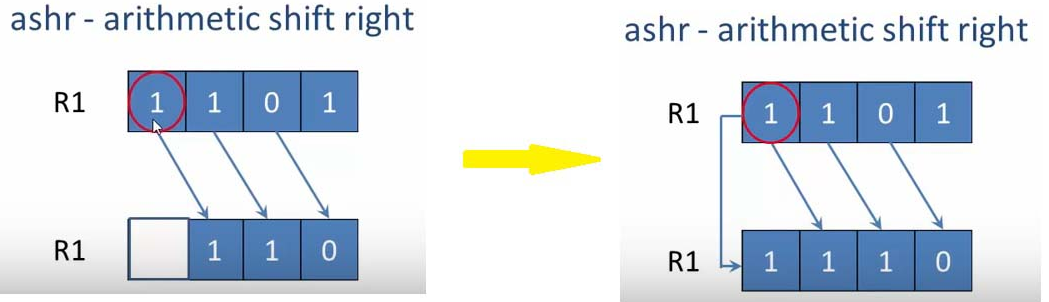 ashr - arithmetic shift right
R1 1 1 0 1
R1 1 1 0
ashr - arithmetic shift right
R1 1 1 0 1
R1 1 1 1 0